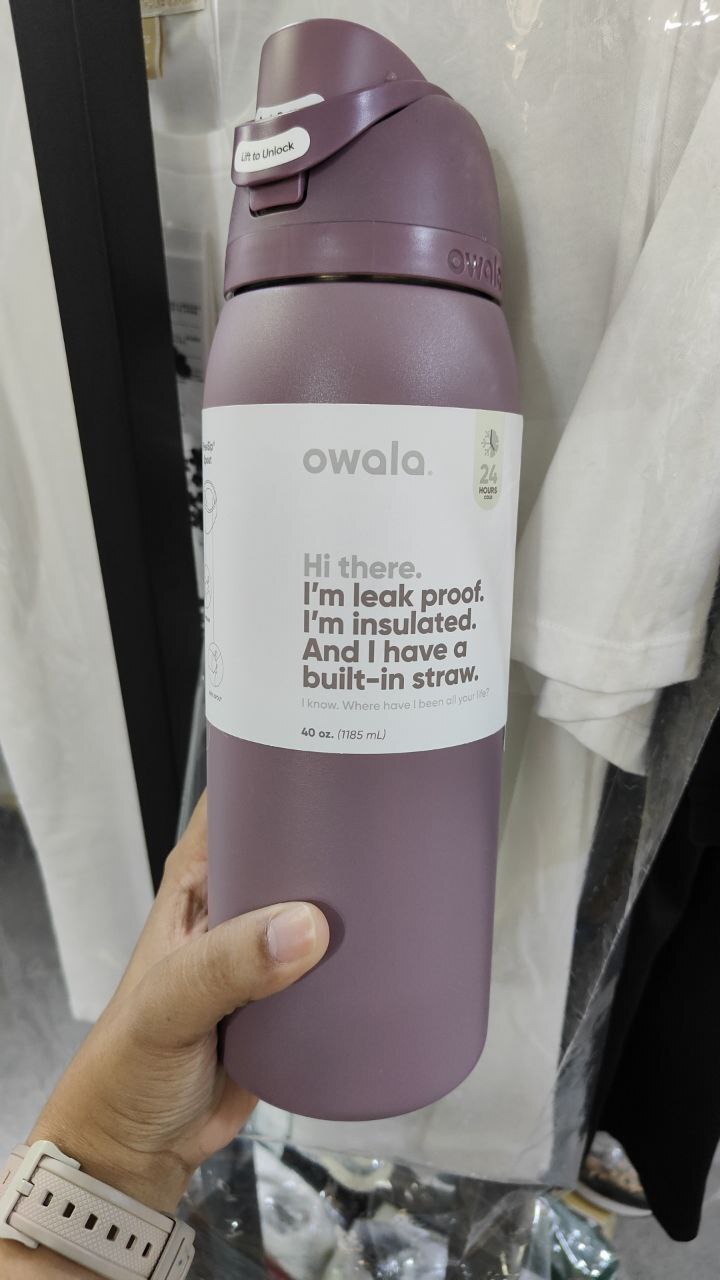 Lift to Unlock
owala
owala
24
HOURS
COLD
Hi there.
I'm leak proof.
I'm insulated.
And I have a
built-in straw.
I know. Where have I been all your life?
40 oz. (1185 mL)